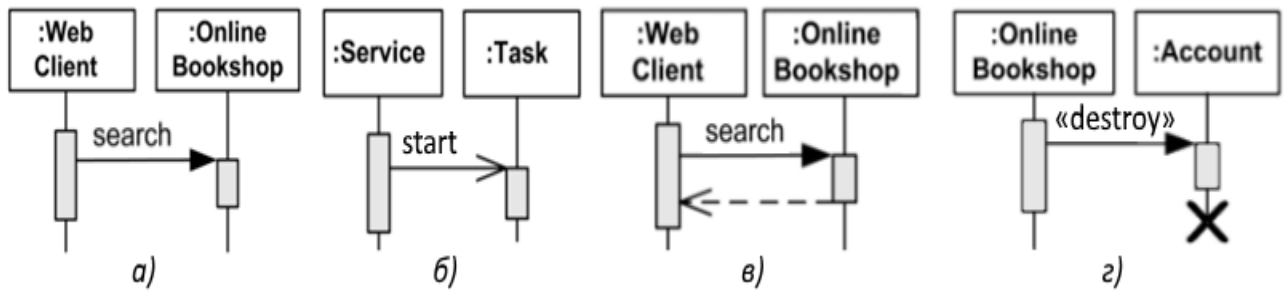 :Web
Client
:Online
Bookshop
search
а)
:Service
:Task
start
б)
:Web
Client
:Online
Bookshop
search
в)
:Online
Bookshop
:Account
«destroy»
г)